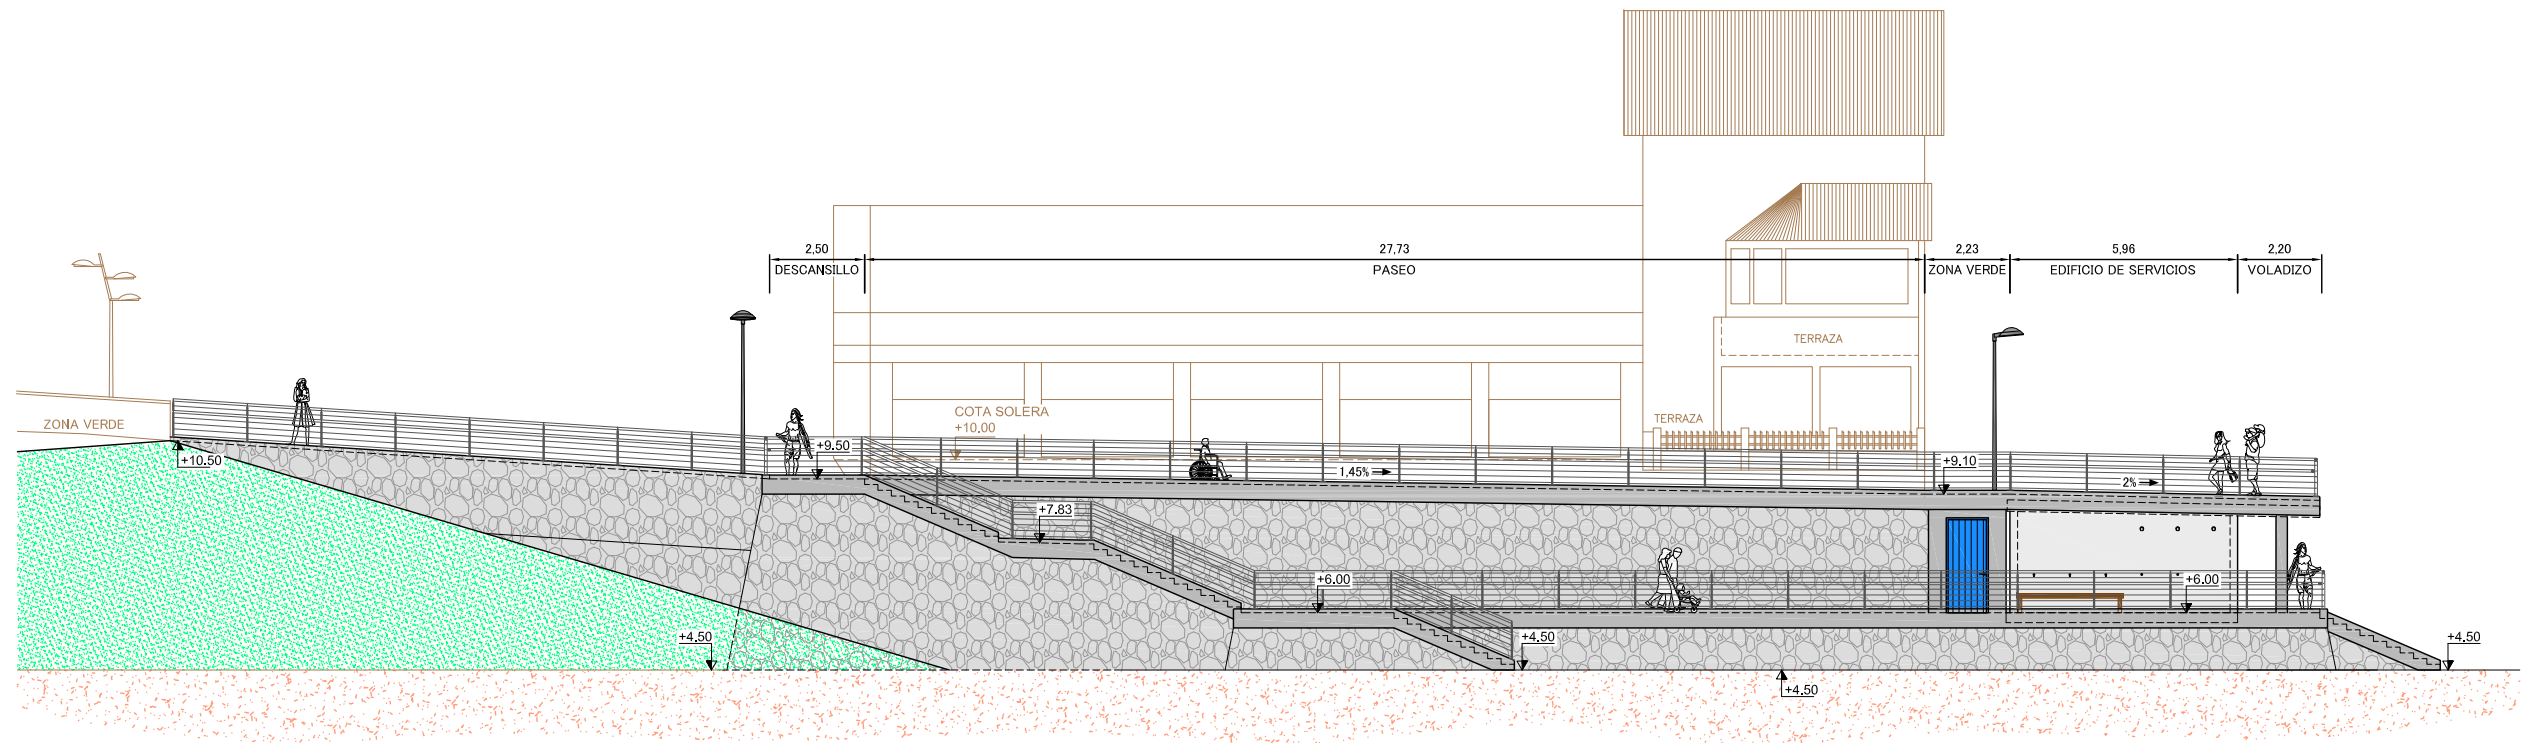 2,50
27,73
2,23
5,96
2,20
DESCANSILLO
PASEO
ZONA VERDE
EDIFICIO DE SERVICIOS
VOLADIZO
TERRAZA
COTA SOLERA
+10,00
TERRAZA
ZONA VERDE
+9.50
+10.50
1,45%
+9.10
2%
+7.83
+6.00
+6.00
+4.50
+4.50
+4.50
+4.50